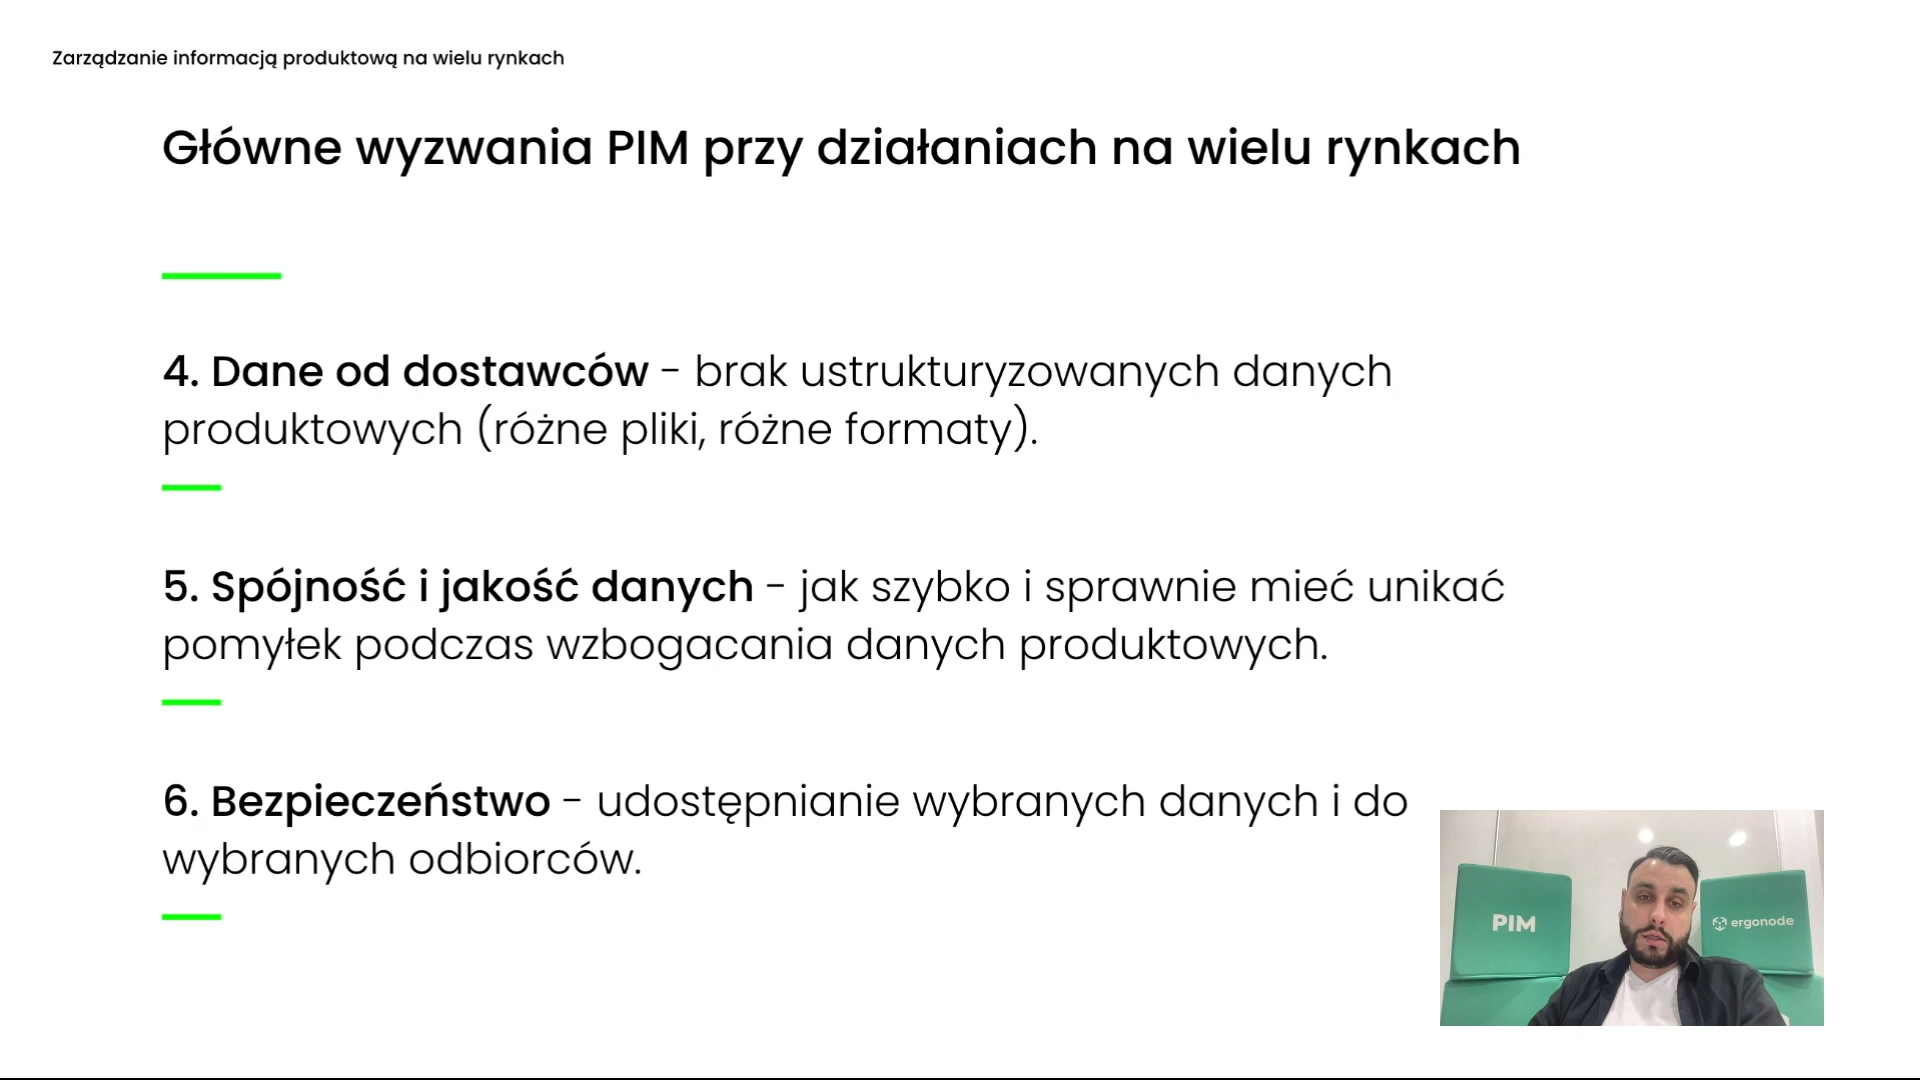 Zarządzanie informacją produktową na wielu rynkach
Główne wyzwania PIM przy działaniach na wielu rynkach
4. Dane od dostawców - brak ustrukturyzowanych danych
produktowych (różne pliki, różne formaty).
5. Spójność i jakość danych - jak szybko i sprawnie mieć unikać
pomyłek podczas wzbogacania danych produktowych.
6. Bezpieczeństwo - udostępnianie wybranych danych i do
wybranych odbiorców.
PIM
ergonode